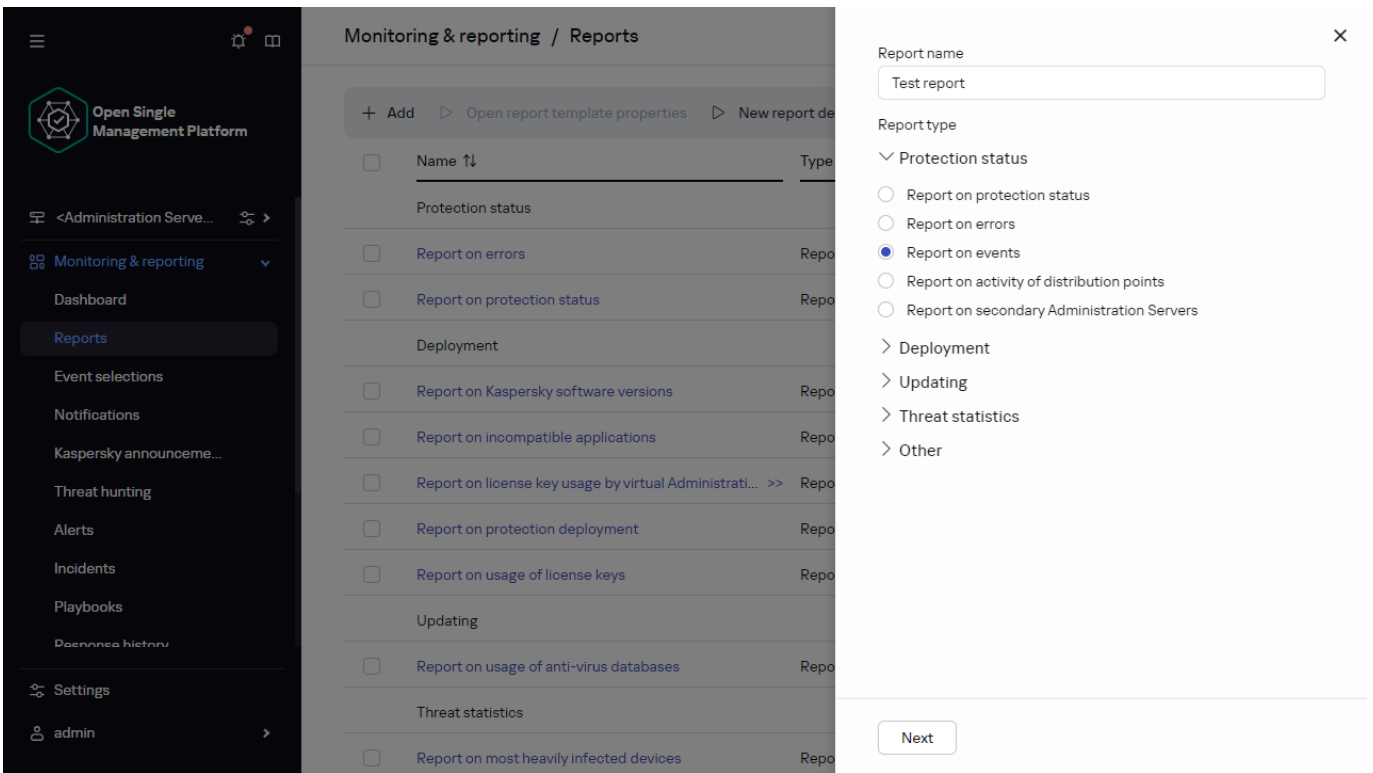 Open Single
Management Platform
<Administration Serve...
Monitoring & reporting
Dashboard
Reports
Event selections
Notifications
Kaspersky announceme...
Threat hunting
Alerts
Incidents
Playbooks
Response history
Settings
admin
Monitoring & reporting / Reports
+ Add Open report template properties New report de
Name Type
Protection status
Report on errors Repo
Report on protection status Repo
Deployment
Report on Kaspersky software versions Repo
Report on incompatible applications Repo
Report on license key usage by virtual Administrati... >> Repo
Report on protection deployment Repo
Report on usage of license keys Repo
Updating
Report on usage of anti-virus databases Repo
Threat statistics
Report on most heavily infected devices Repo
Report name
Test report
Report type
Protection status
Report on protection status
Report on errors
Report on events
Report on activity of distribution points
Report on secondary Administration Servers
Deployment
Updating
Threat statistics
Other
Next